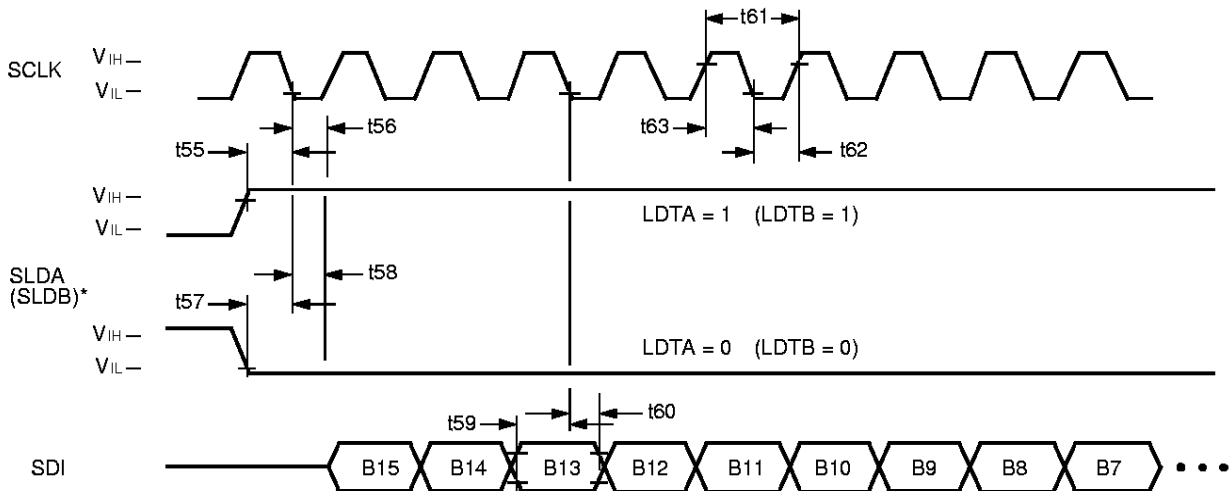 t61
SCLK
VIH
VIL
t56
t63
t55
t62
VIH
VIL
LDTA = 1 (LDTB = 1)
SLDA
(SLDB)*
t58
t57
VIH
VIL
LDTA = 0 (LDTB = 0)
t59
t60
SDI
B15 B14 B13 B12 B11 B10 B9 B8 B7